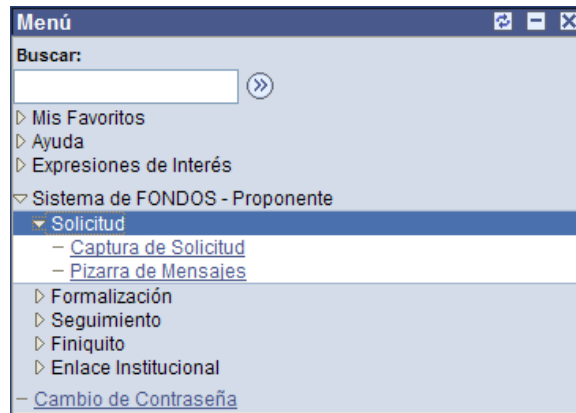 Menú
Buscar:
Mis Favoritos
Ayuda
Expresiones de Interés
Sistema de FONDOS - Proponente
Solicitud
– Captura de Solicitud
– Pizarra de Mensajes
Formalización
Seguimiento
Finiquito
Enlace Institucional
– Cambio de Contraseña